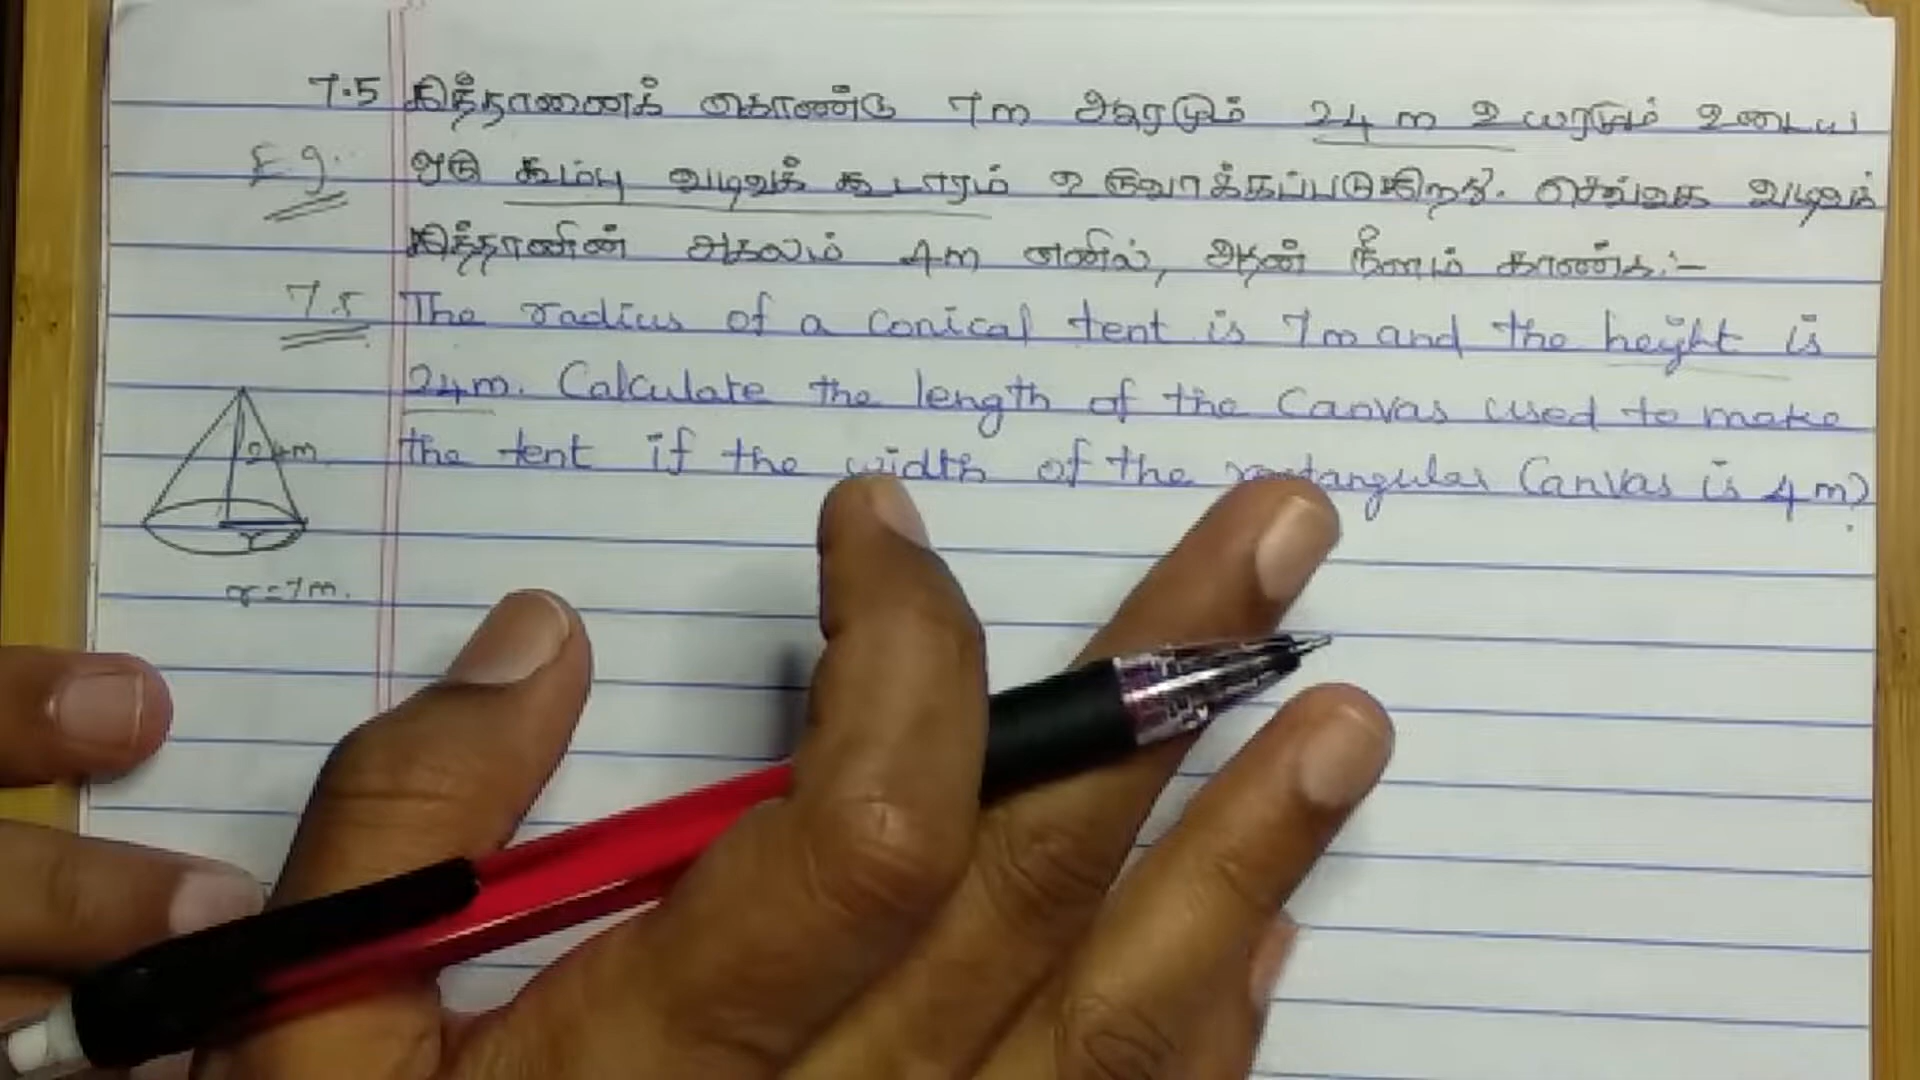 7.5 கித்தானைக் கொண்டு 7m ஆரமும் 24 m உயரமும் உடைய
Eg. ஒரு கூம்பு வடிவக் கூடாரம் உருவாக்கப்படுகிறது. செவ்வக வடிவக்
கித்தானின் அகலம் 4m எனில், அதன் நீளம் காண்க:-
7.5 The radius of a conical tent is 7m and the height is
24m. Calculate the length of the Canvas used to make
the tent if the width of the rectangular Canvas is 4m?
24m
r
r=7m.